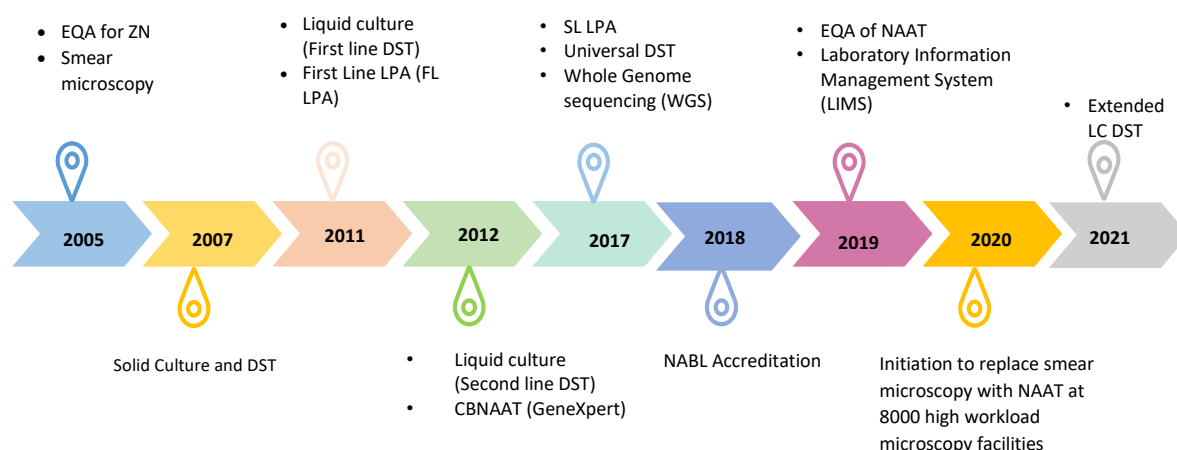 • EQA for ZN
• Smear
microscopy
• Liquid culture
(First line DST)
• First Line LPA (FL
LPA)
• SL LPA
• Universal DST
• Whole Genome
sequencing (WGS)
• EQA of NAAT
• Laboratory Information
Management System
(LIMS)
• Extended
LC DST
2005
2007
2011
2012
2017
2018
2019
2020
2021
Solid Culture and DST
• Liquid culture
(Second line DST)
• CBNAAT (GeneXpert)
NABL Accreditation
Initiation to replace smear
microscopy with NAAT at
8000 high workload
microscopy facilities